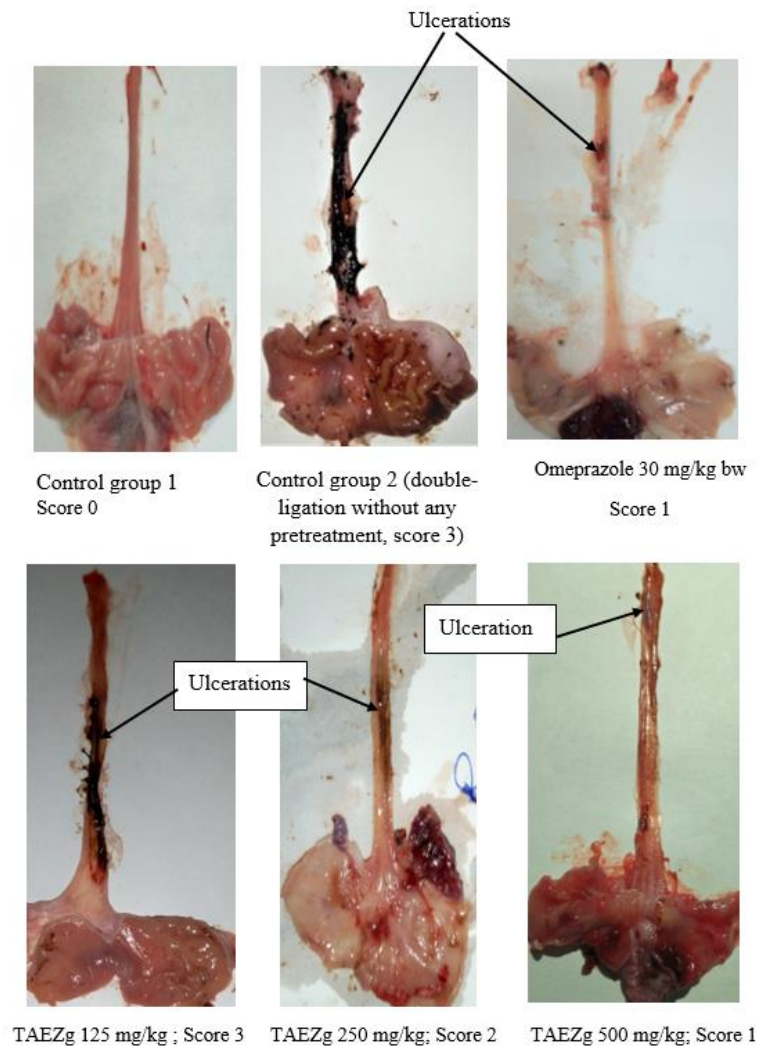 Ulcerations
Control group 1
Score 0
Control group 2 (double-
ligation without any
pretreatment, score 3)
Omeprazole 30 mg/kg bw
Score 1
Ulceration
Ulcerations
TAEZg 125 mg/kg ; Score 3
TAEZg 250 mg/kg; Score 2
TAEZg 500 mg/kg; Score 1